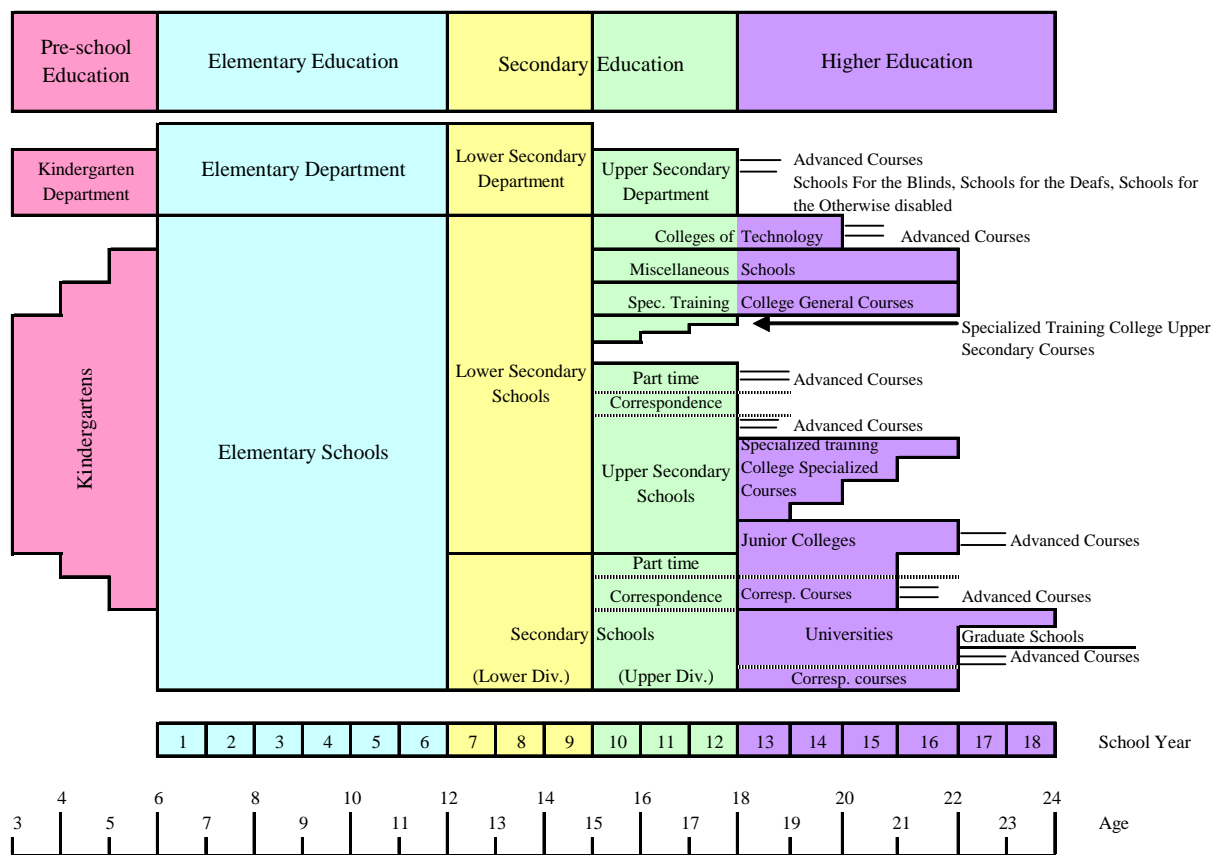 Pre-school
Education
Elementary Education
Secondary Education
Higher Education
Kindergarten
Department
Elementary Department
Lower Secondary
Department
Upper Secondary
Department
Advanced Courses
Schools For the Blinds, Schools for the Deafs, Schools for
the Otherwise disabled
Colleges of Technology
Advanced Courses
Miscellaneous Schools
Spec. Training College General Courses
Specialized Training College Upper
Secondary Courses
Kindergartens
Elementary Schools
Lower Secondary
Schools
Part time
Advanced Courses
Correspondence
Advanced Courses
Upper Secondary
Schools
Specialized training
College Specialized
Courses
Junior Colleges
Advanced Courses
Part time
Correspondence
Corresp. Courses
Advanced Courses
Secondary Schools
Universities
Graduate Schools
Advanced Courses
(Lower Div.)
(Upper Div.)
Corresp. courses
1 2 3 4 5 6 7 8 9 10 11 12 13 14 15 16 17 18 School Year
4 6 8 10 12 14 16 18 20 22 24
3 5 7 9 11 13 15 17 19 21 23 Age